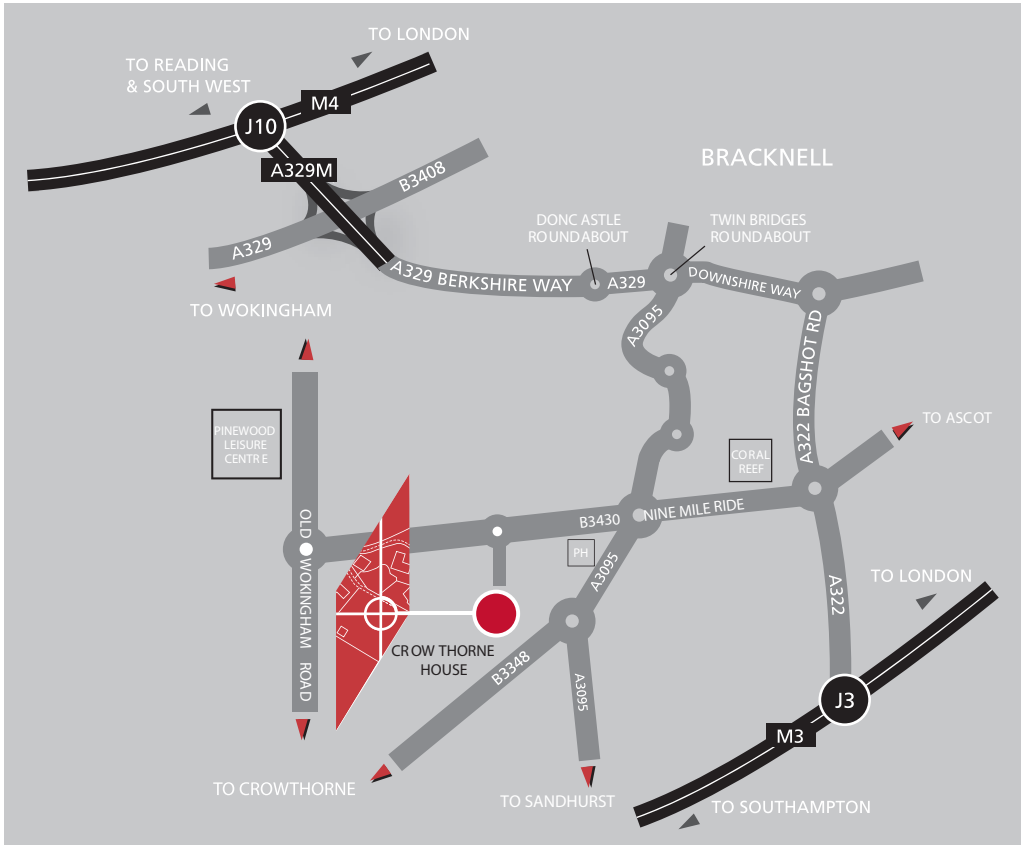 TO LONDON
TO READING
& SOUTH WEST
M4
J10
A329M
B3408
A329
TO WOKINGHAM
BRACKNELL
DONC ASTLE
ROUNDABOUT
TWIN BRIDGES
ROUNDABOUT
A329 BERKSHIRE WAY
A329
DOWNSHIRE WAY
A3095
A322 BAGSHOT RD
TO ASCOT
PINEWOOD
LEISURE
CENTRE
CORAL
REEF
OLD WOKINGHAM ROAD
B3430
NINE MILE RIDE
PH
A3095
A322
TO LONDON
CROW THORNE
HOUSE
B3348
A3095
J3
M3
TO CROWTHORNE
TO SANDHURST
TO SOUTHAMPTON